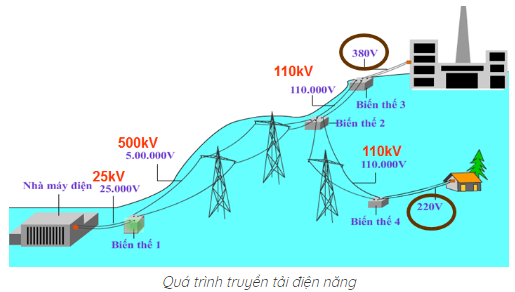 380V
110kV
110.000V
Biến thế 3
Biến thế 2
500kV
5.00.000V
110kV
110.000V
25kV
Nhà máy điện
25.000V
220V
Biến thế 4
Biến thế 1
Quá trình truyền tải điện năng